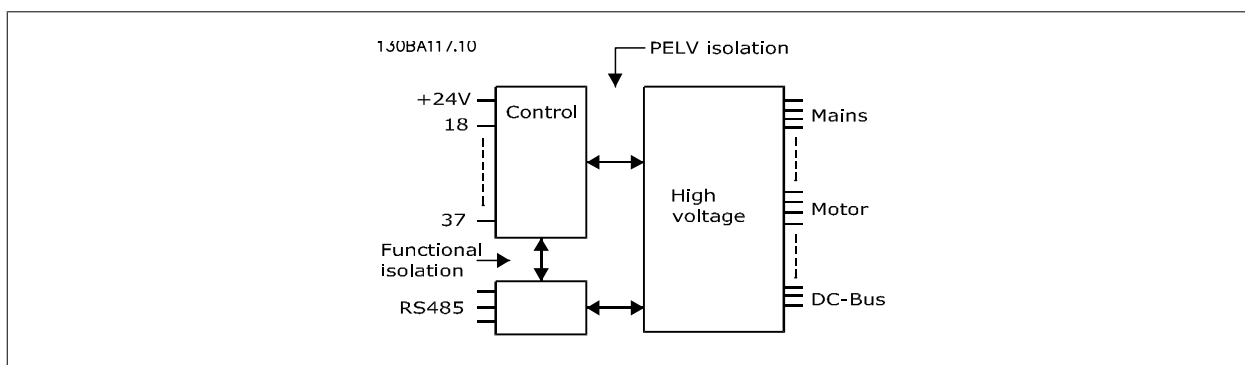 130BA117.10
PELV isolation
+24V
Control
18
Mains
High
voltage
Motor
37
Functional
isolation
RS485
DC-Bus